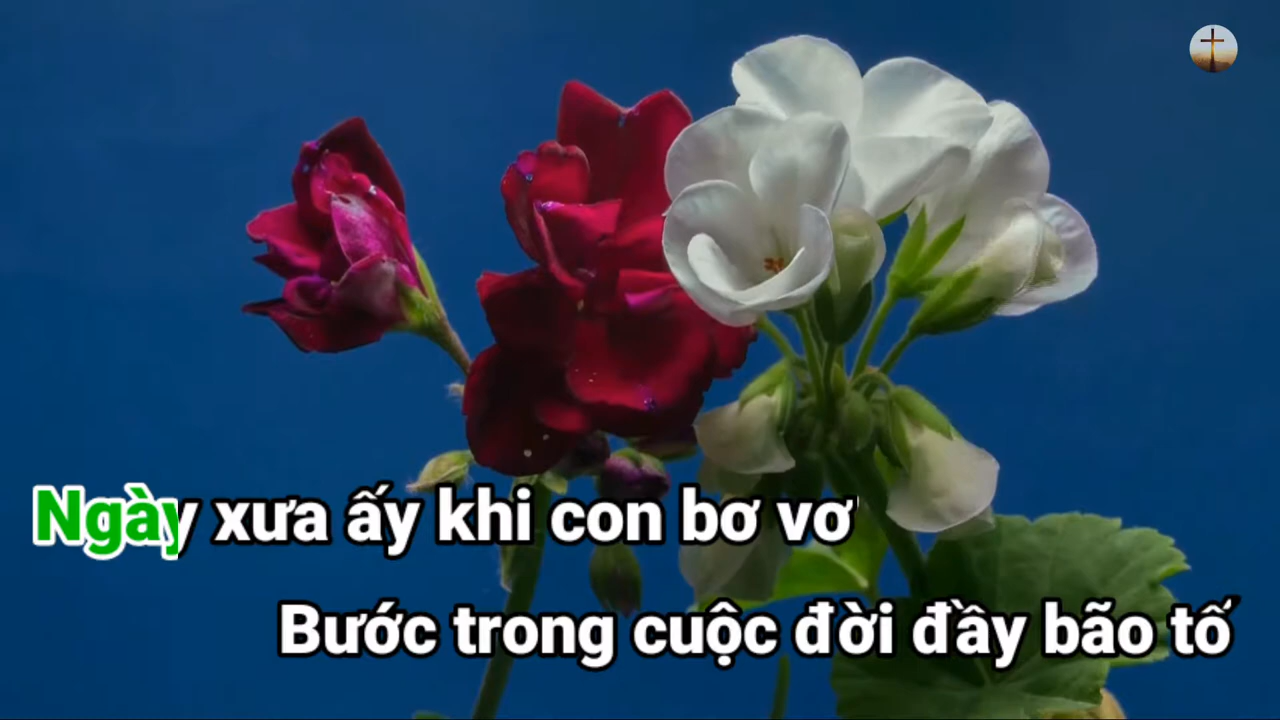 Ngày xưa ấy khi con bơ vơ
Bước trong cuộc đời đầy bão tố